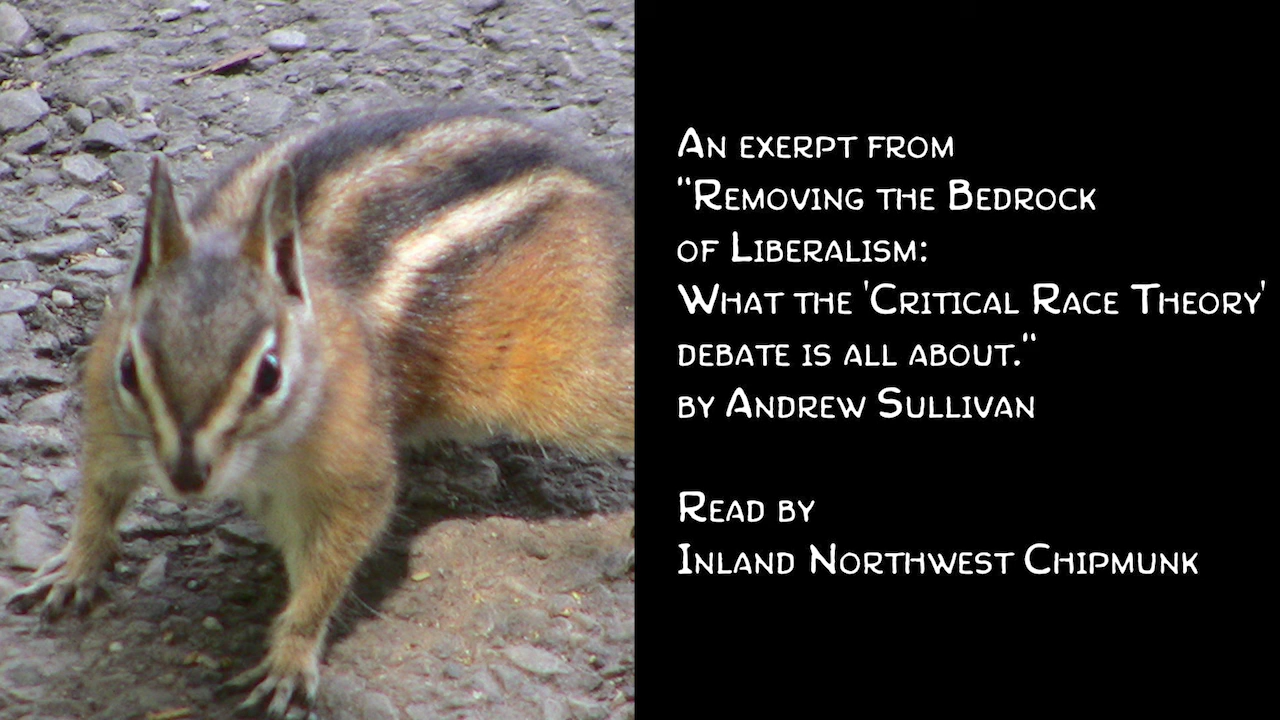 An exerpt from
"Removing the Bedrock
of Liberalism:
What the 'Critical Race Theory'
debate is all about."
by Andrew Sullivan
Read by
Inland Northwest Chipmunk